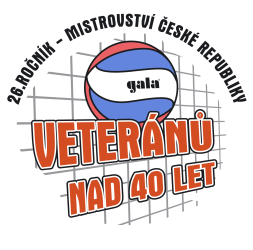 26.ROČNÍK - MISTROVSTVÍ ČESKÉ REPUBLIKY
gala
VETERÁNŮ
NAD 40 LET